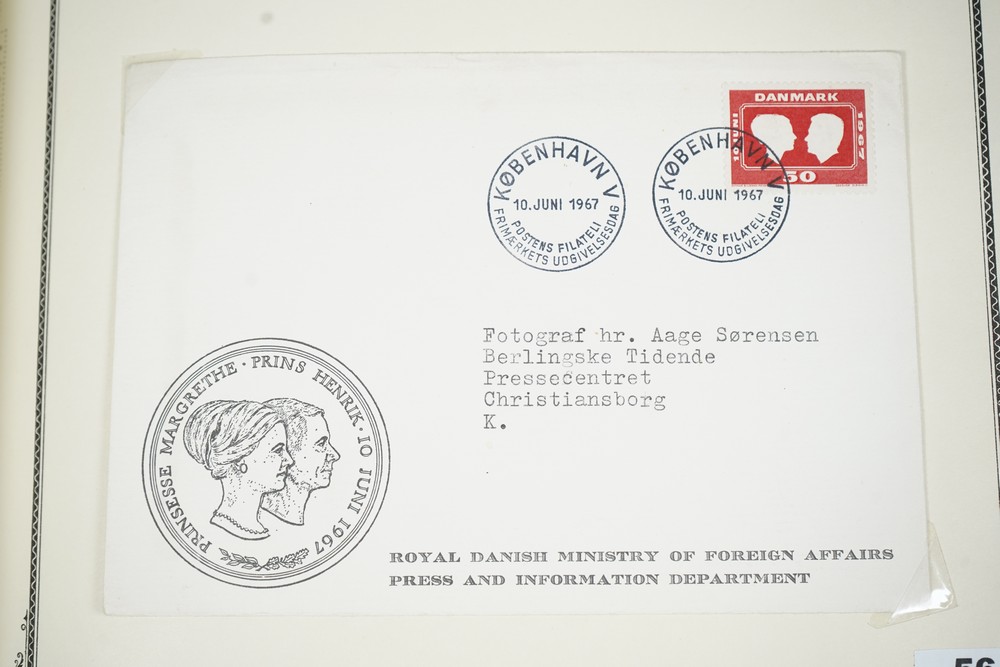 DANMARK
10. JUNI
1967
50
KØBENHAVN V
10. JUNI 1967
POSTENS FILATELI
FRIMÆRKETS UDGIVELSESDAG
KØBENHAVN V
10. JUNI 1967
POSTENS FILATELI
FRIMÆRKETS UDGIVELSESDAG
Fotograf hr. Aage Sørensen
Berlingske Tidende
Pressecentret
Christiansborg
K.
PRINSESSE MARGRETHE · PRINS HENRIK · 10 JUNI 1967
ROYAL DANISH MINISTRY OF FOREIGN AFFAIRS
PRESS AND INFORMATION DEPARTMENT